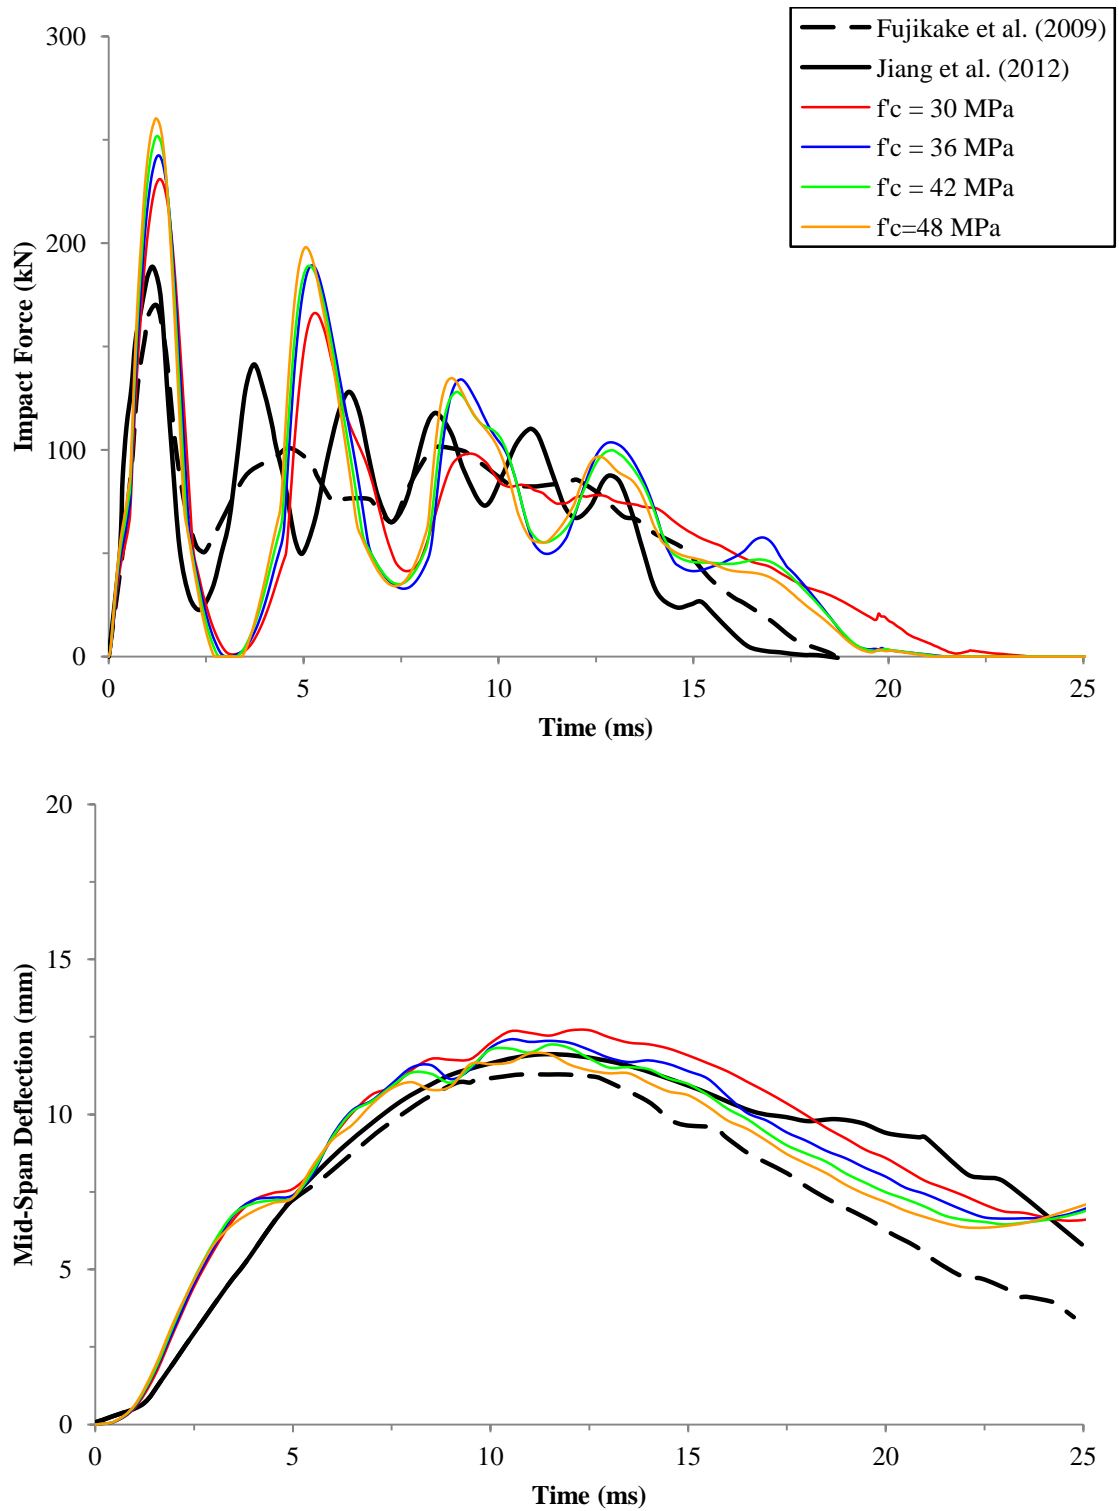 Fujikake et al. (2009)
Jiang et al. (2012)
f'c = 30 MPa
f'c = 36 MPa
f'c = 42 MPa
f'c=48 MPa
300
200
100
0
Impact Force (kN)
0 5 10 15 20 25
Time (ms)
20
15
10
5
0
Mid-Span Deflection (mm)
0 5 10 15 20 25
Time (ms)